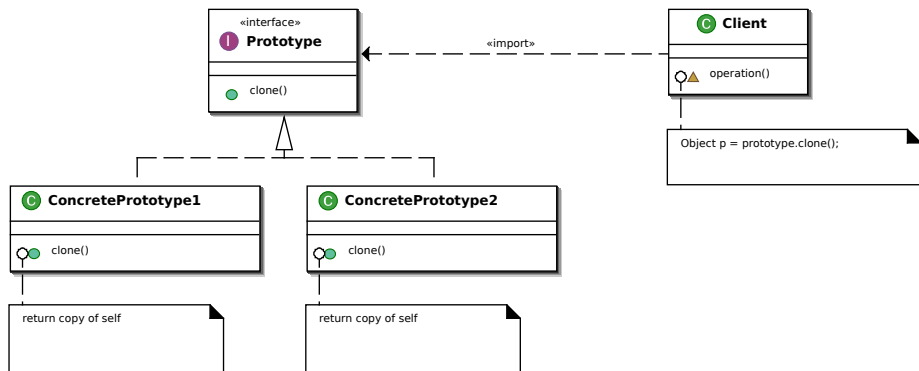 «interface»
I Prototype
clone()
«import»
C Client
operation()
Object p = prototype.clone();
C ConcretePrototype1
clone()
return copy of self
C ConcretePrototype2
clone()
return copy of self